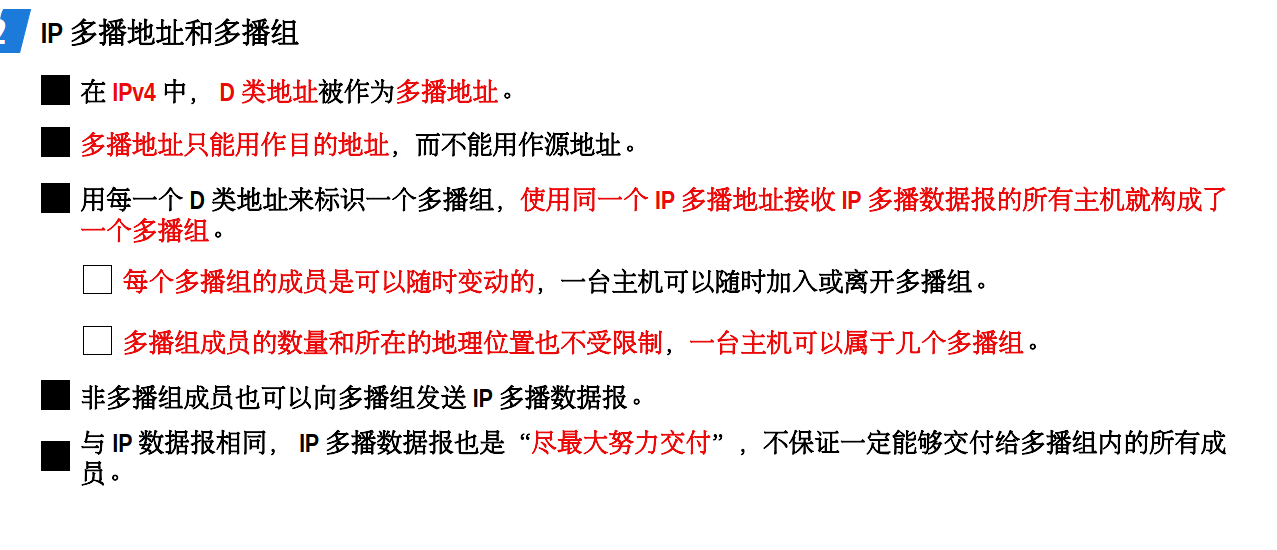 2
IP 多播地址和多播组
在 IPv4 中， D 类地址被作为多播地址。
多播地址只能用作目的地址，而不能用作源地址。
用每一个 D 类地址来标识一个多播组，使用同一个 IP 多播地址接收 IP 多播数据报的所有主机就构成了
一个多播组。
每个多播组的成员是可以随时变动的，一台主机可以随时加入或离开多播组。
多播组成员的数量和所在的地理位置也不受限制，一台主机可以属于几个多播组。
非多播组成员也可以向多播组发送 IP 多播数据报。
与 IP 数据报相同， IP 多播数据报也是“尽最大努力交付”，不保证一定能够交付给多播组内的所有成
员。